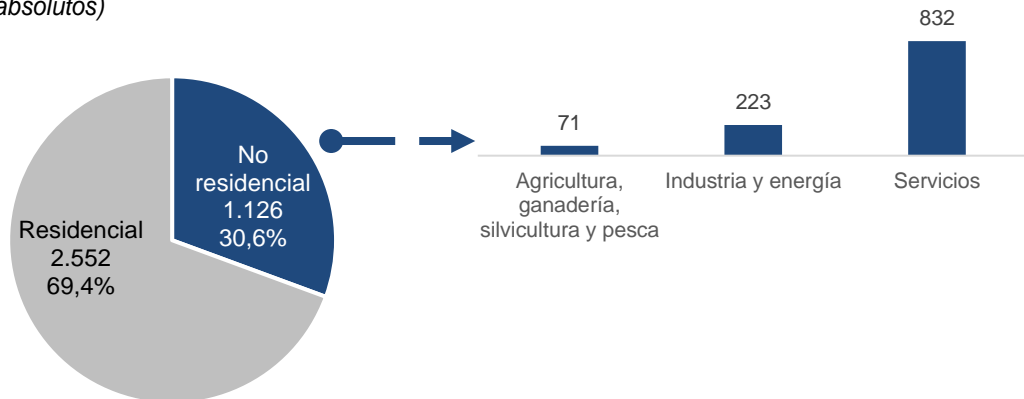 absolutos)
Residencial
2.552
69,4%
No
residencial
1.126
30,6%
71
223
832
Agricultura,
ganadería,
silvicultura y pesca
Industria y energía
Servicios